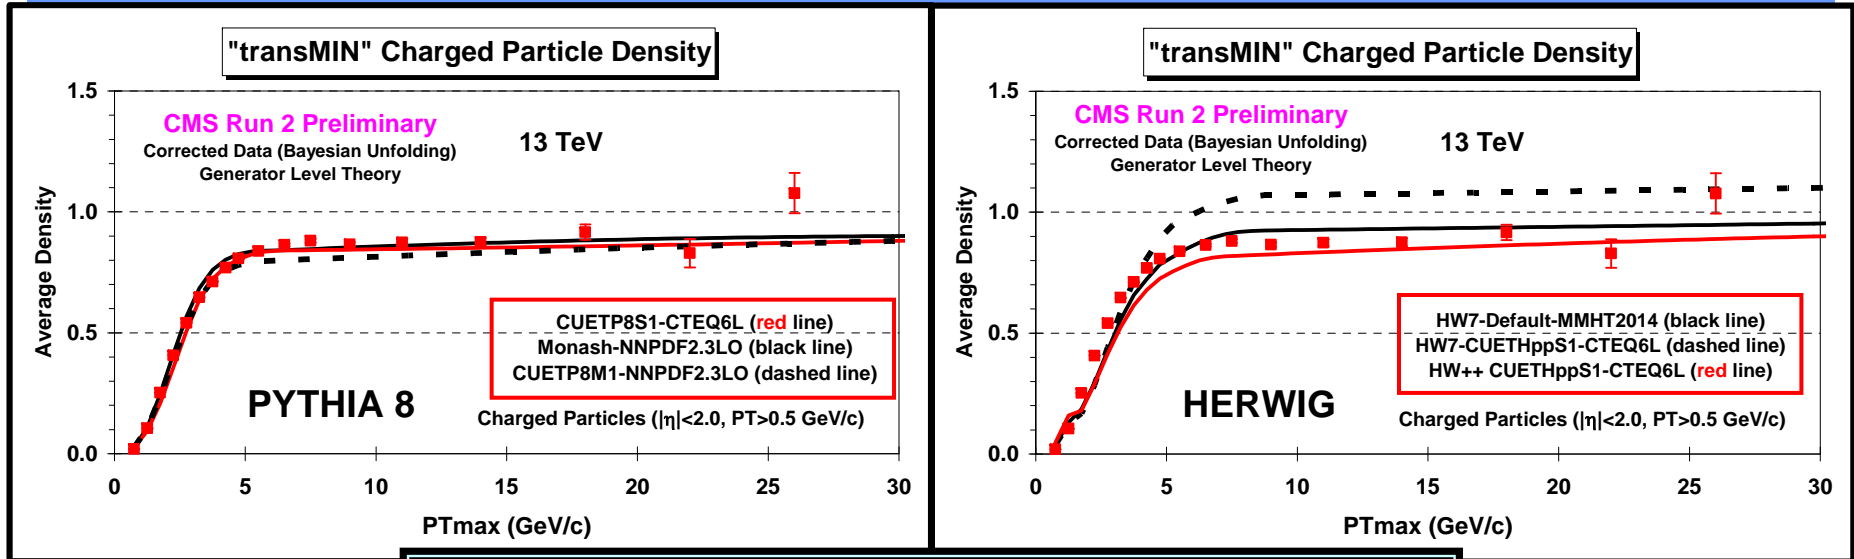 "transMIN" Charged Particle Density
1.5
1.0
0.5
0.0
Average Density
CMS Run 2 Preliminary
Corrected Data (Bayesian Unfolding)
Generator Level Theory
13 TeV
CUETP8S1-CTEQ6L (red line)
Monash-NNPDF2.3LO (black line)
CUETP8M1-NNPDF2.3LO (dashed line)
PYTHIA 8
Charged Particles (|η|<2.0, PT>0.5 GeV/c)
0 5 10 15 20 25 30
PTmax (GeV/c)
"transMIN" Charged Particle Density
1.5
1.0
0.5
0.0
Average Density
CMS Run 2 Preliminary
Corrected Data (Bayesian Unfolding)
Generator Level Theory
13 TeV
HW7-Default-MMHT2014 (black line)
HW7-CUETHppS1-CTEQ6L (dashed line)
HW++ CUETHppS1-CTEQ6L (red line)
HERWIG
Charged Particles (|η|<2.0, PT>0.5 GeV/c)
0 5 10 15 20 25 30
PTmax (GeV/c)